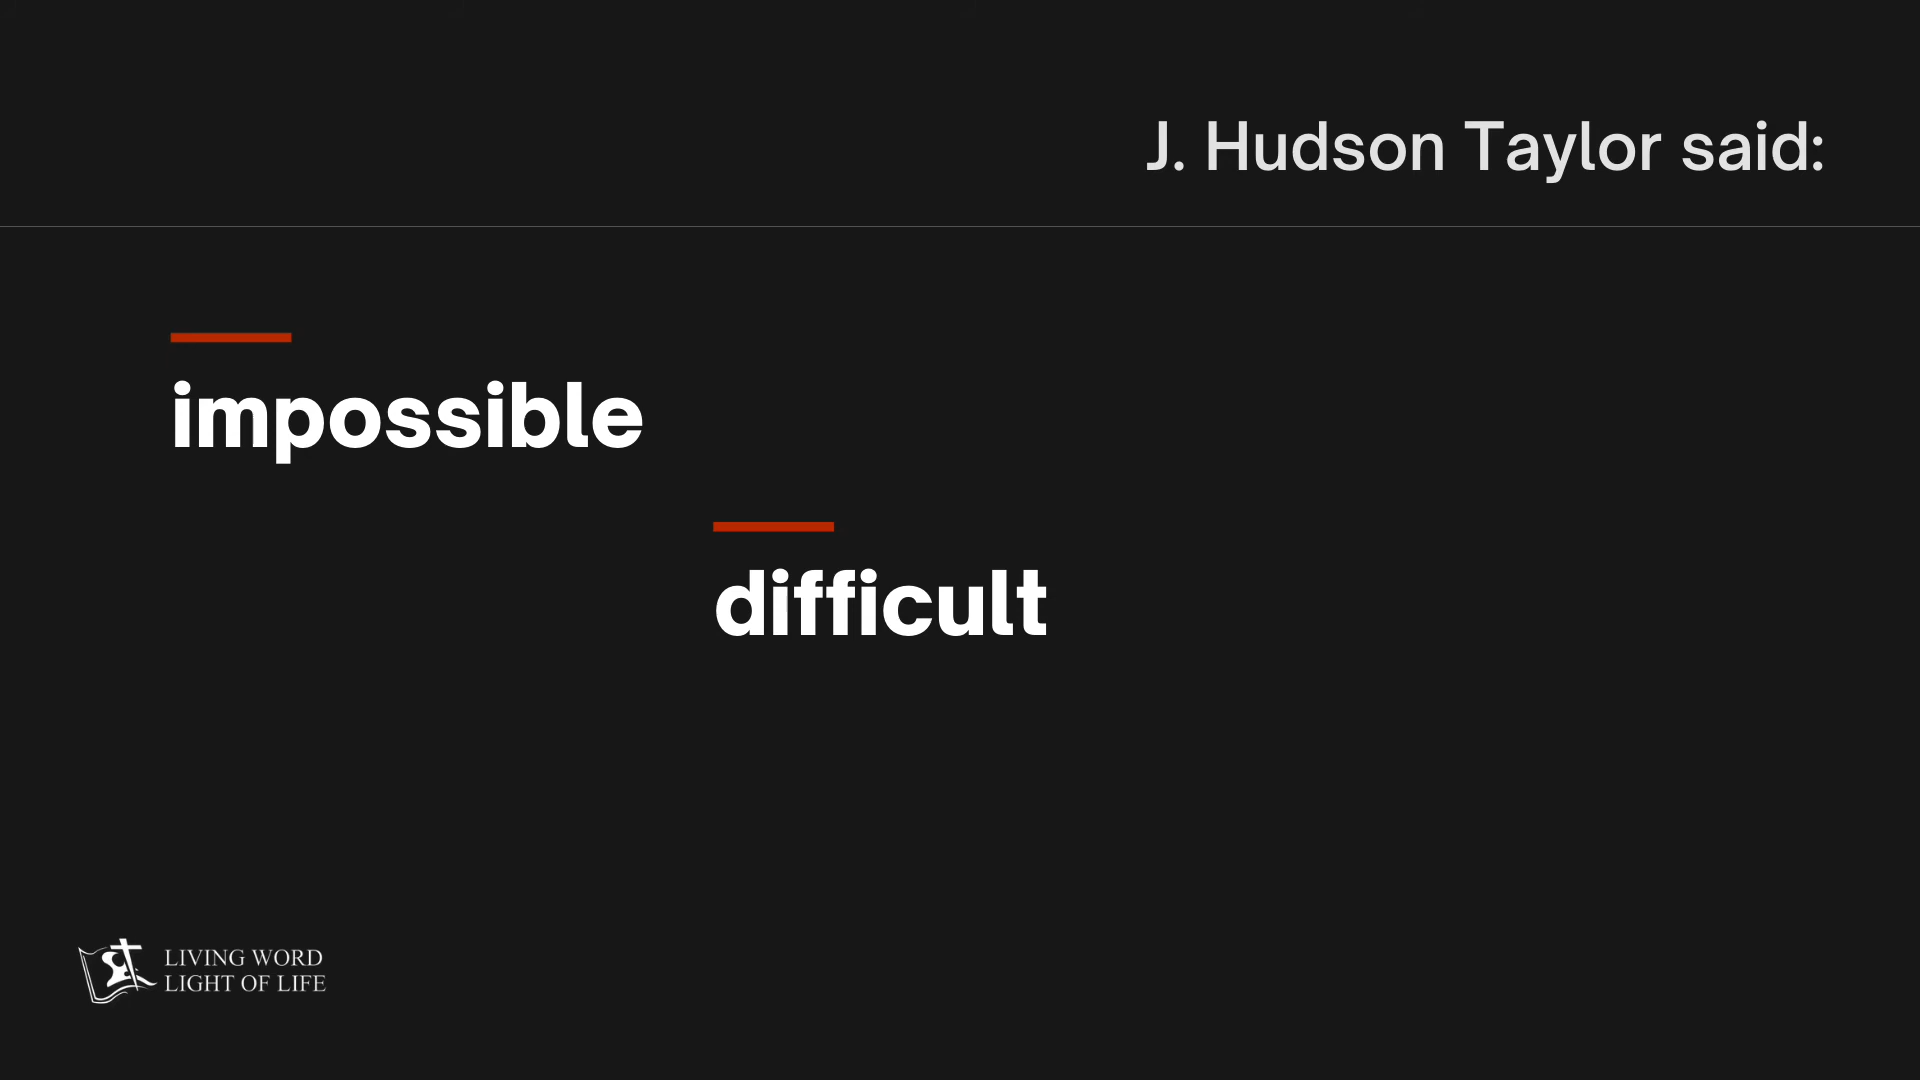 J. Hudson Taylor said:
impossible
difficult
LIVING WORD
LIGHT OF LIFE